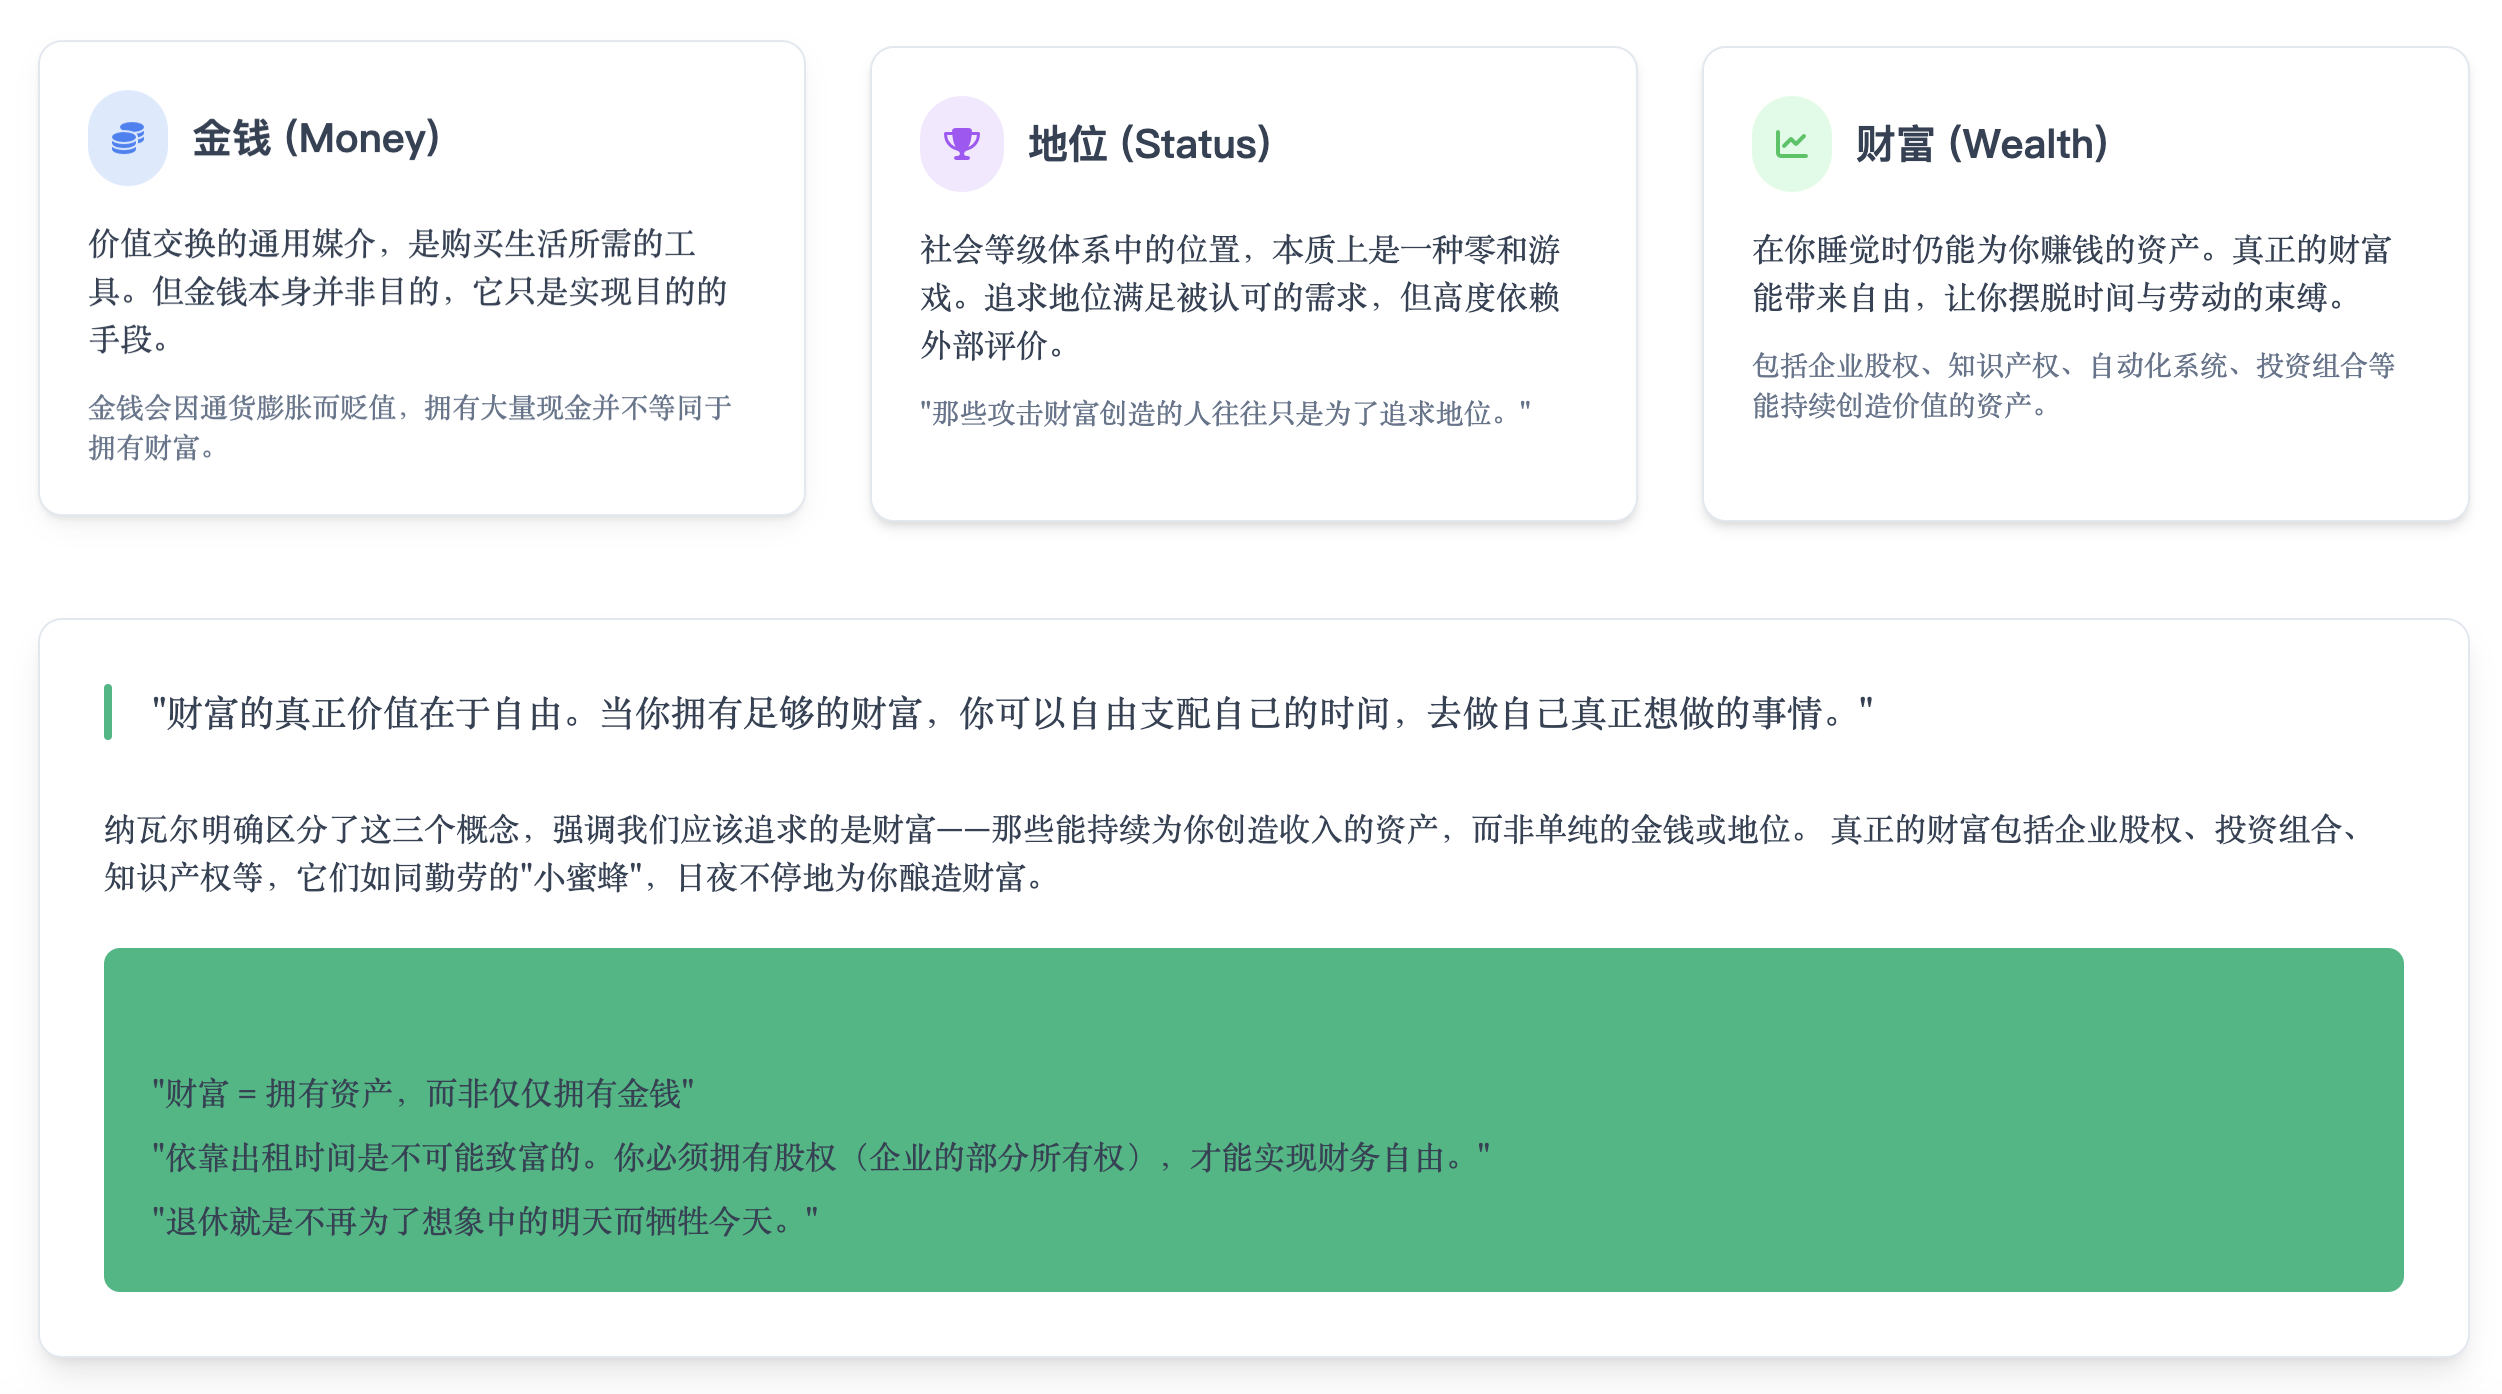 金钱 (Money)
价值交换的通用媒介，是购买生活所需的工
具。但金钱本身并非目的，它只是实现目的的
手段。
金钱会因通货膨胀而贬值，拥有大量现金并不等同于
拥有财富。
地位 (Status)
社会等级体系中的位置，本质上是一种零和游
戏。追求地位满足被认可的需求，但高度依赖
外部评价。
"那些攻击财富创造的人往往只是为了追求地位。"
财富 (Wealth)
在你睡觉时仍能为你赚钱的资产。真正的财富
能带来自由，让你摆脱时间与劳动的束缚。
包括企业股权、知识产权、自动化系统、投资组合等
能持续创造价值的资产。
"财富的真正价值在于自由。当你拥有足够的财富，你可以自由支配自己的时间，去做自己真正想做的事情。"
纳瓦尔明确区分了这三个概念，强调我们应该追求的是财富——那些能持续为你创造收入的资产，而非单纯的金钱或地位。 真正的财富包括企业股权、投资组合、
知识产权等，它们如同勤劳的"小蜜蜂"，日夜不停地为你酿造财富。
"财富 = 拥有资产，而非仅仅拥有金钱"
"依靠出租时间是不可能致富的。你必须拥有股权（企业的部分所有权），才能实现财务自由。"
"退休就是不再为了想象中的明天而牺牲今天。"